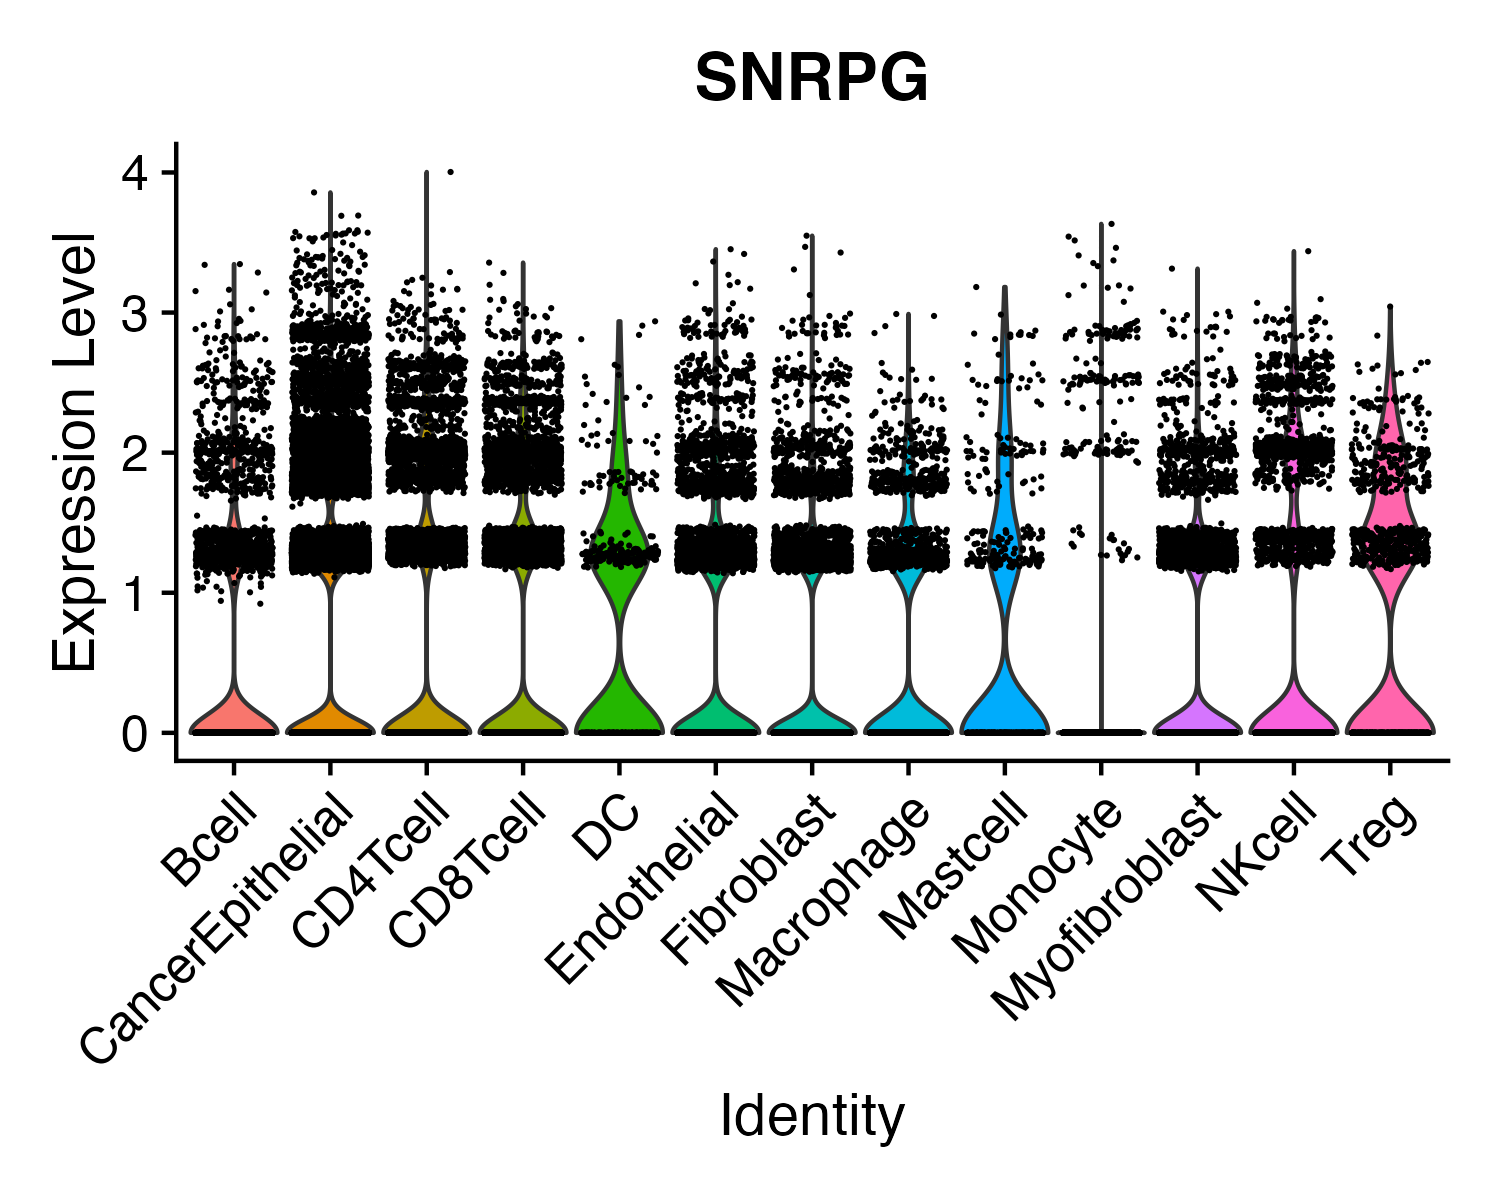 SNRPG
Expression Level
4
3
2
1
0
Bcell
CancerEpithelial
CD4Tcell
CD8Tcell
DC
Endothelial
Fibroblast
Macrophage
Mastcell
Monocyte
Myofibroblast
NKcell
Treg
Identity